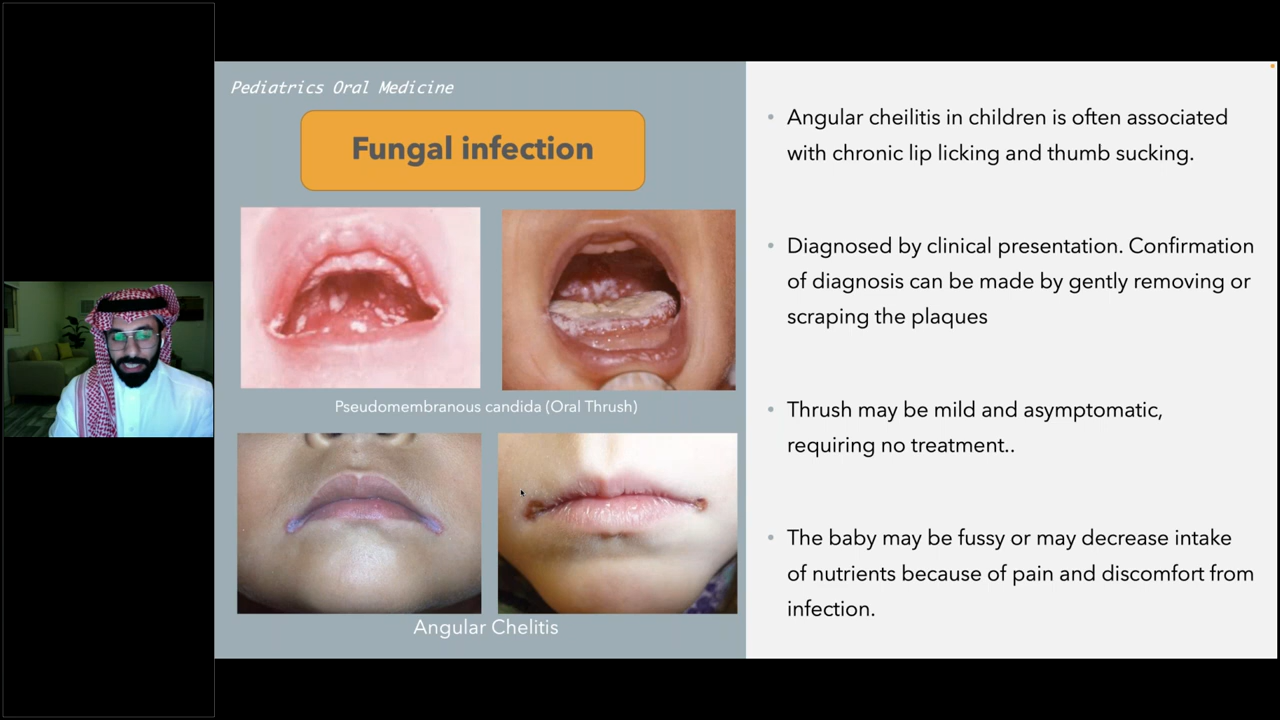 Pediatrics Oral Medicine
Fungal infection
Pseudomembranous candida (Oral Thrush)
Angular Chelitis
Angular cheilitis in children is often associated
with chronic lip licking and thumb sucking.
Diagnosed by clinical presentation. Confirmation
of diagnosis can be made by gently removing or
scraping the plaques
Thrush may be mild and asymptomatic,
requiring no treatment..
The baby may be fussy or may decrease intake
of nutrients because of pain and discomfort from
infection.